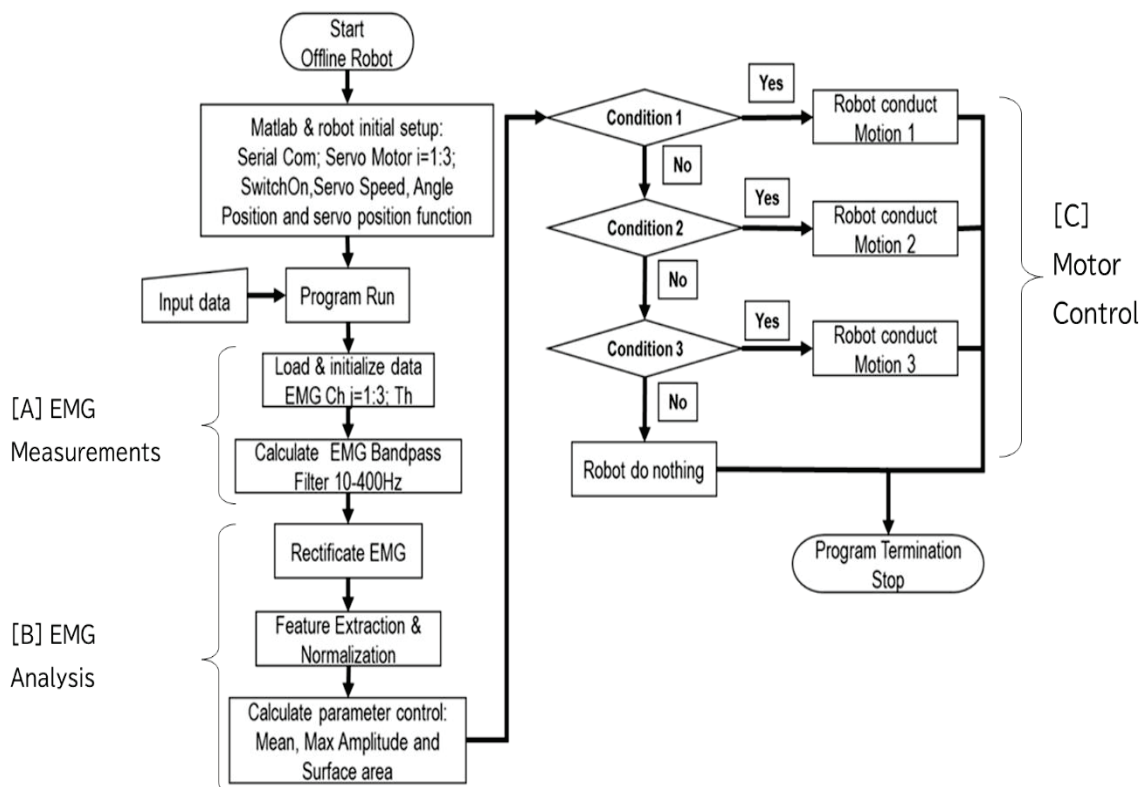 Start
Offline Robot
Matlab & robot initial setup:
Serial Com; Servo Motor i=1:3;
SwitchOn,Servo Speed, Angle
Position and servo position function
Input data
Program Run
[A] EMG
Measurements
Load & initialize data
EMG Ch j=1:3; Th
Calculate EMG Bandpass
Filter 10-400Hz
[B] EMG
Analysis
Rectificate EMG
Feature Extraction &
Normalization
Calculate parameter control:
Mean, Max Amplitude and
Surface area
Condition 1
Yes
Robot conduct
Motion 1
No
Condition 2
Yes
Robot conduct
Motion 2
No
Condition 3
Yes
Robot conduct
Motion 3
No
Robot do nothing
[C]
Motor
Control
Program Termination
Stop